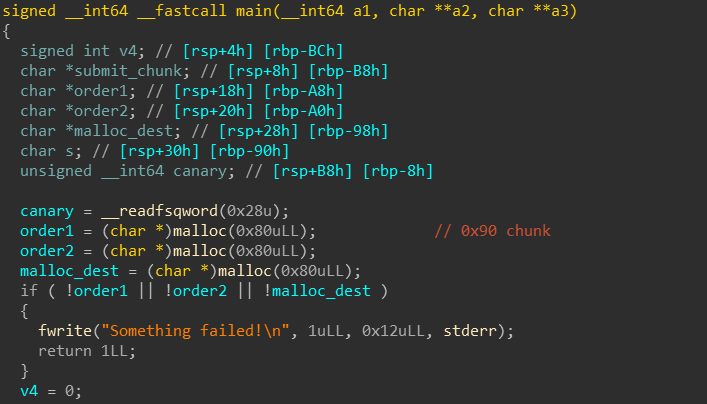 signed __int64 __fastcall main(__int64 a1, char **a2, char **a3)
{
  signed int v4; // [rsp+4h] [rbp-BCh]
  char *submit_chunk; // [rsp+8h] [rbp-B8h]
  char *order1; // [rsp+18h] [rbp-A8h]
  char *order2; // [rsp+20h] [rbp-A0h]
  char *malloc_dest; // [rsp+28h] [rbp-98h]
  char s; // [rsp+30h] [rbp-90h]
  unsigned __int64 canary; // [rsp+B8h] [rbp-8h]

  canary = __readfsqword(0x28u);
  order1 = (char *)malloc(0x80uLL);            // 0x90 chunk
  order2 = (char *)malloc(0x80uLL);
  malloc_dest = (char *)malloc(0x80uLL);
  if ( !order1 || !order2 || !malloc_dest )
  {
    fwrite("Something failed!\n", 1uLL, 0x12uLL, stderr);
    return 1LL;
  }
  v4 = 0;